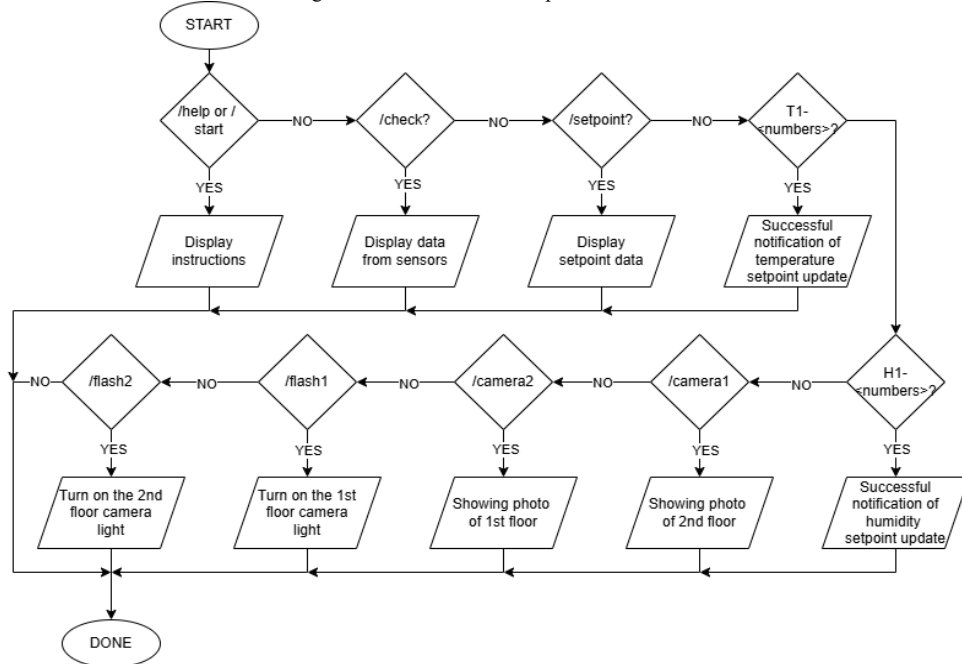 START
/help or /
start
NO
/check?
NO
/setpoint?
NO
T1-
<numbers>?
YES
YES
YES
YES
Display
instructions
Display data
from sensors
Display
setpoint data
Successful
notification of
temperature
setpoint update
NO
/flash2
NO
/flash1
NO
/camera2
NO
/camera1
NO
H1-
<numbers>?
YES
YES
YES
YES
YES
Turn on the 2nd
floor camera
light
Turn on the 1st
floor camera
light
Showing photo
of 1st floor
Showing photo
of 2nd floor
Successful
notification of
humidity
setpoint update
DONE